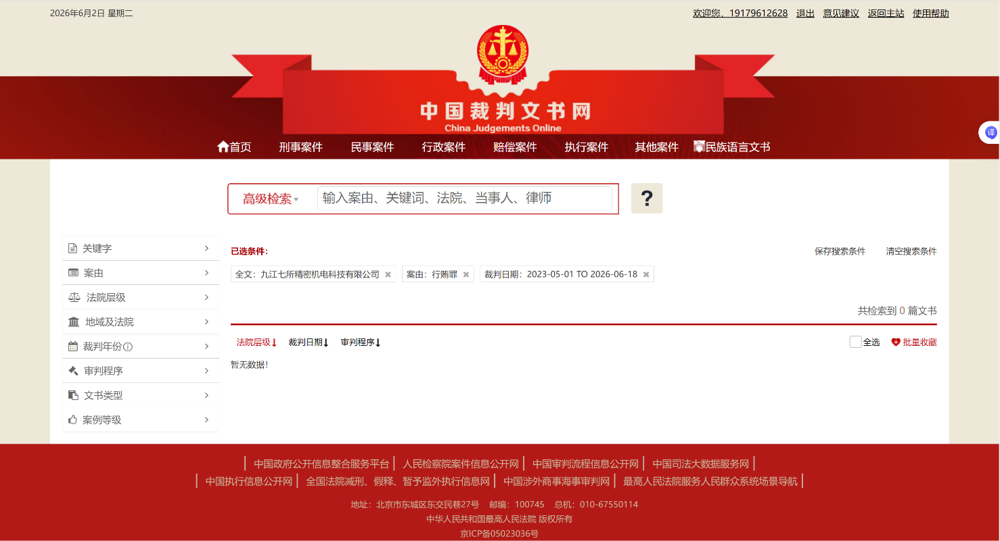 2026年6月2日 星期二
欢迎您，19179612628 退出 意见建议 返回主站 使用帮助
中国裁判文书网
China Judgements Online
译
首页 刑事案件 民事案件 行政案件 赔偿案件 执行案件 其他案件 民族语言文书
高级检索 输入案由、关键词、法院、当事人、律师 ?
关键字
案由
法院层级
地域及法院
裁判年份
审判程序
文书类型
案例等级
已选条件： 保存搜索条件 清空搜索条件
全文：九江七所精密机电科技有限公司 × 案由：行贿罪 × 裁判日期：2023-05-01 TO 2026-06-18 ×
共检索到 0 篇文书
法院层级 裁判日期 审判程序 全选 批量收藏
暂无数据！
中国政府公开信息整合服务平台 | 人民检察院案件信息公开网 | 中国审判流程信息公开网 | 中国司法大数据服务网
中国执行信息公开网 | 全国法院减刑、假释、暂予监外执行信息网 | 中国涉外商事海事审判网 | 最高人民法院服务人民群众系统场景导航
地址：北京市东城区东交民巷27号 邮编：100745 总机：010-67550114
中华人民共和国最高人民法院 版权所有
京ICP备05023036号